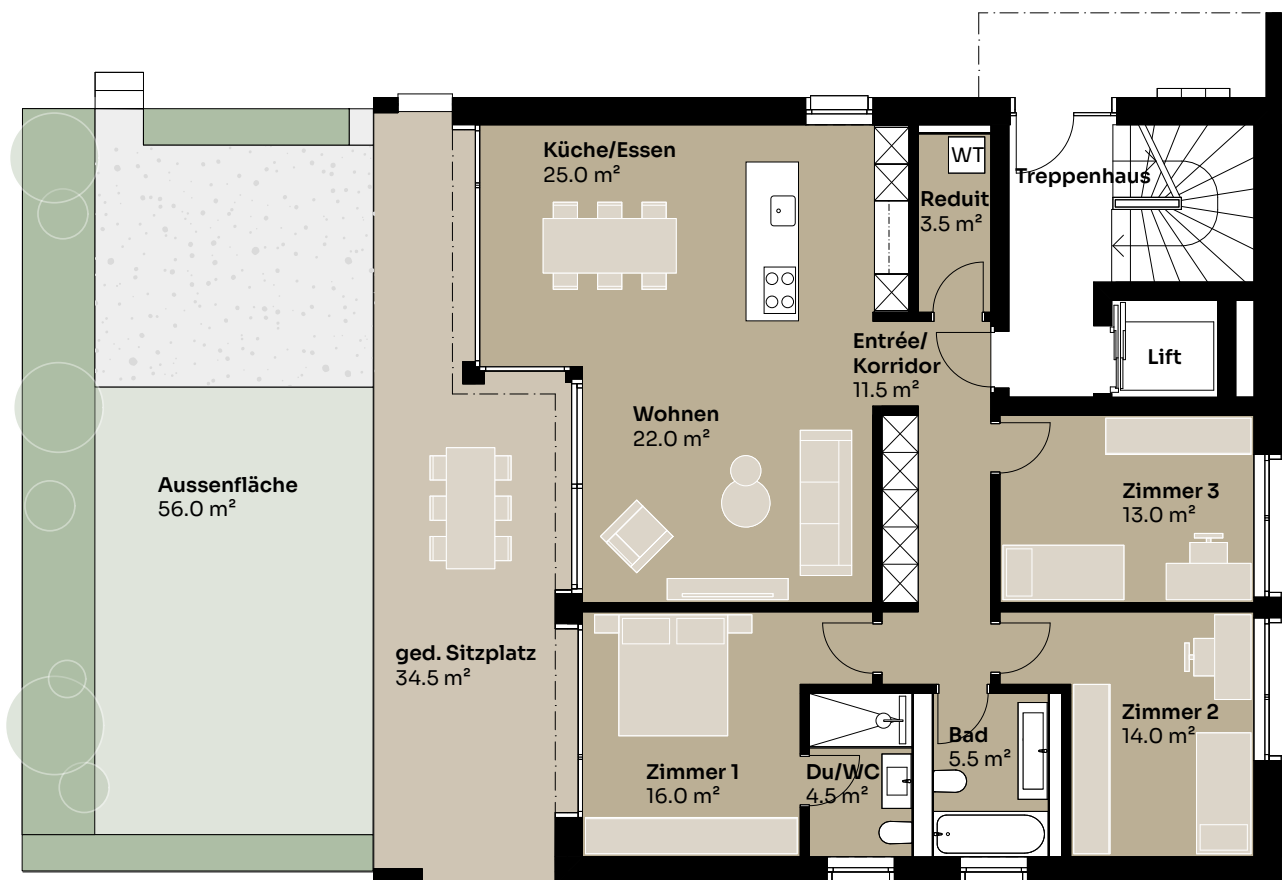 Küche/Essen
25.0 m²
WT
Reduit
3.5 m²
Treppenhaus
Entrée/
Korridor
11.5 m²
Lift
Wohnen
22.0 m²
Aussenfläche
56.0 m²
Zimmer 3
13.0 m²
ged. Sitzplatz
34.5 m²
Zimmer 2
14.0 m²
Bad
5.5 m²
Zimmer 1
16.0 m²
Du/WC
4.5 m²